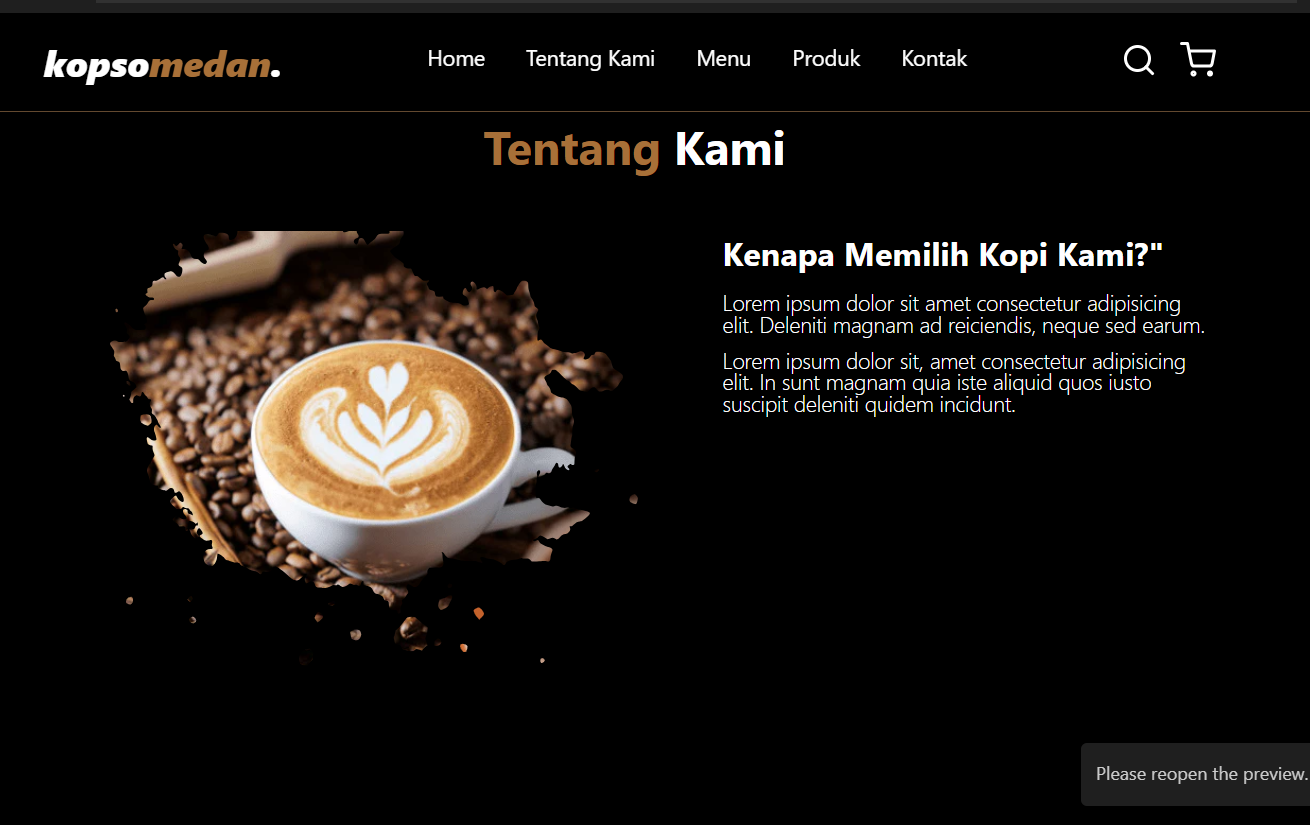 kopsomedan.
Home Tentang Kami Menu Produk Kontak
Tentang Kami
Kenapa Memilih Kopi Kami?"
Lorem ipsum dolor sit amet consectetur adipisicing
elit. Deleniti magnam ad reiciendis, neque sed earum.
Lorem ipsum dolor sit, amet consectetur adipisicing
elit. In sunt magnam quia iste aliquid quos iusto
suscipit deleniti quidem incidunt.
Please reopen the preview.